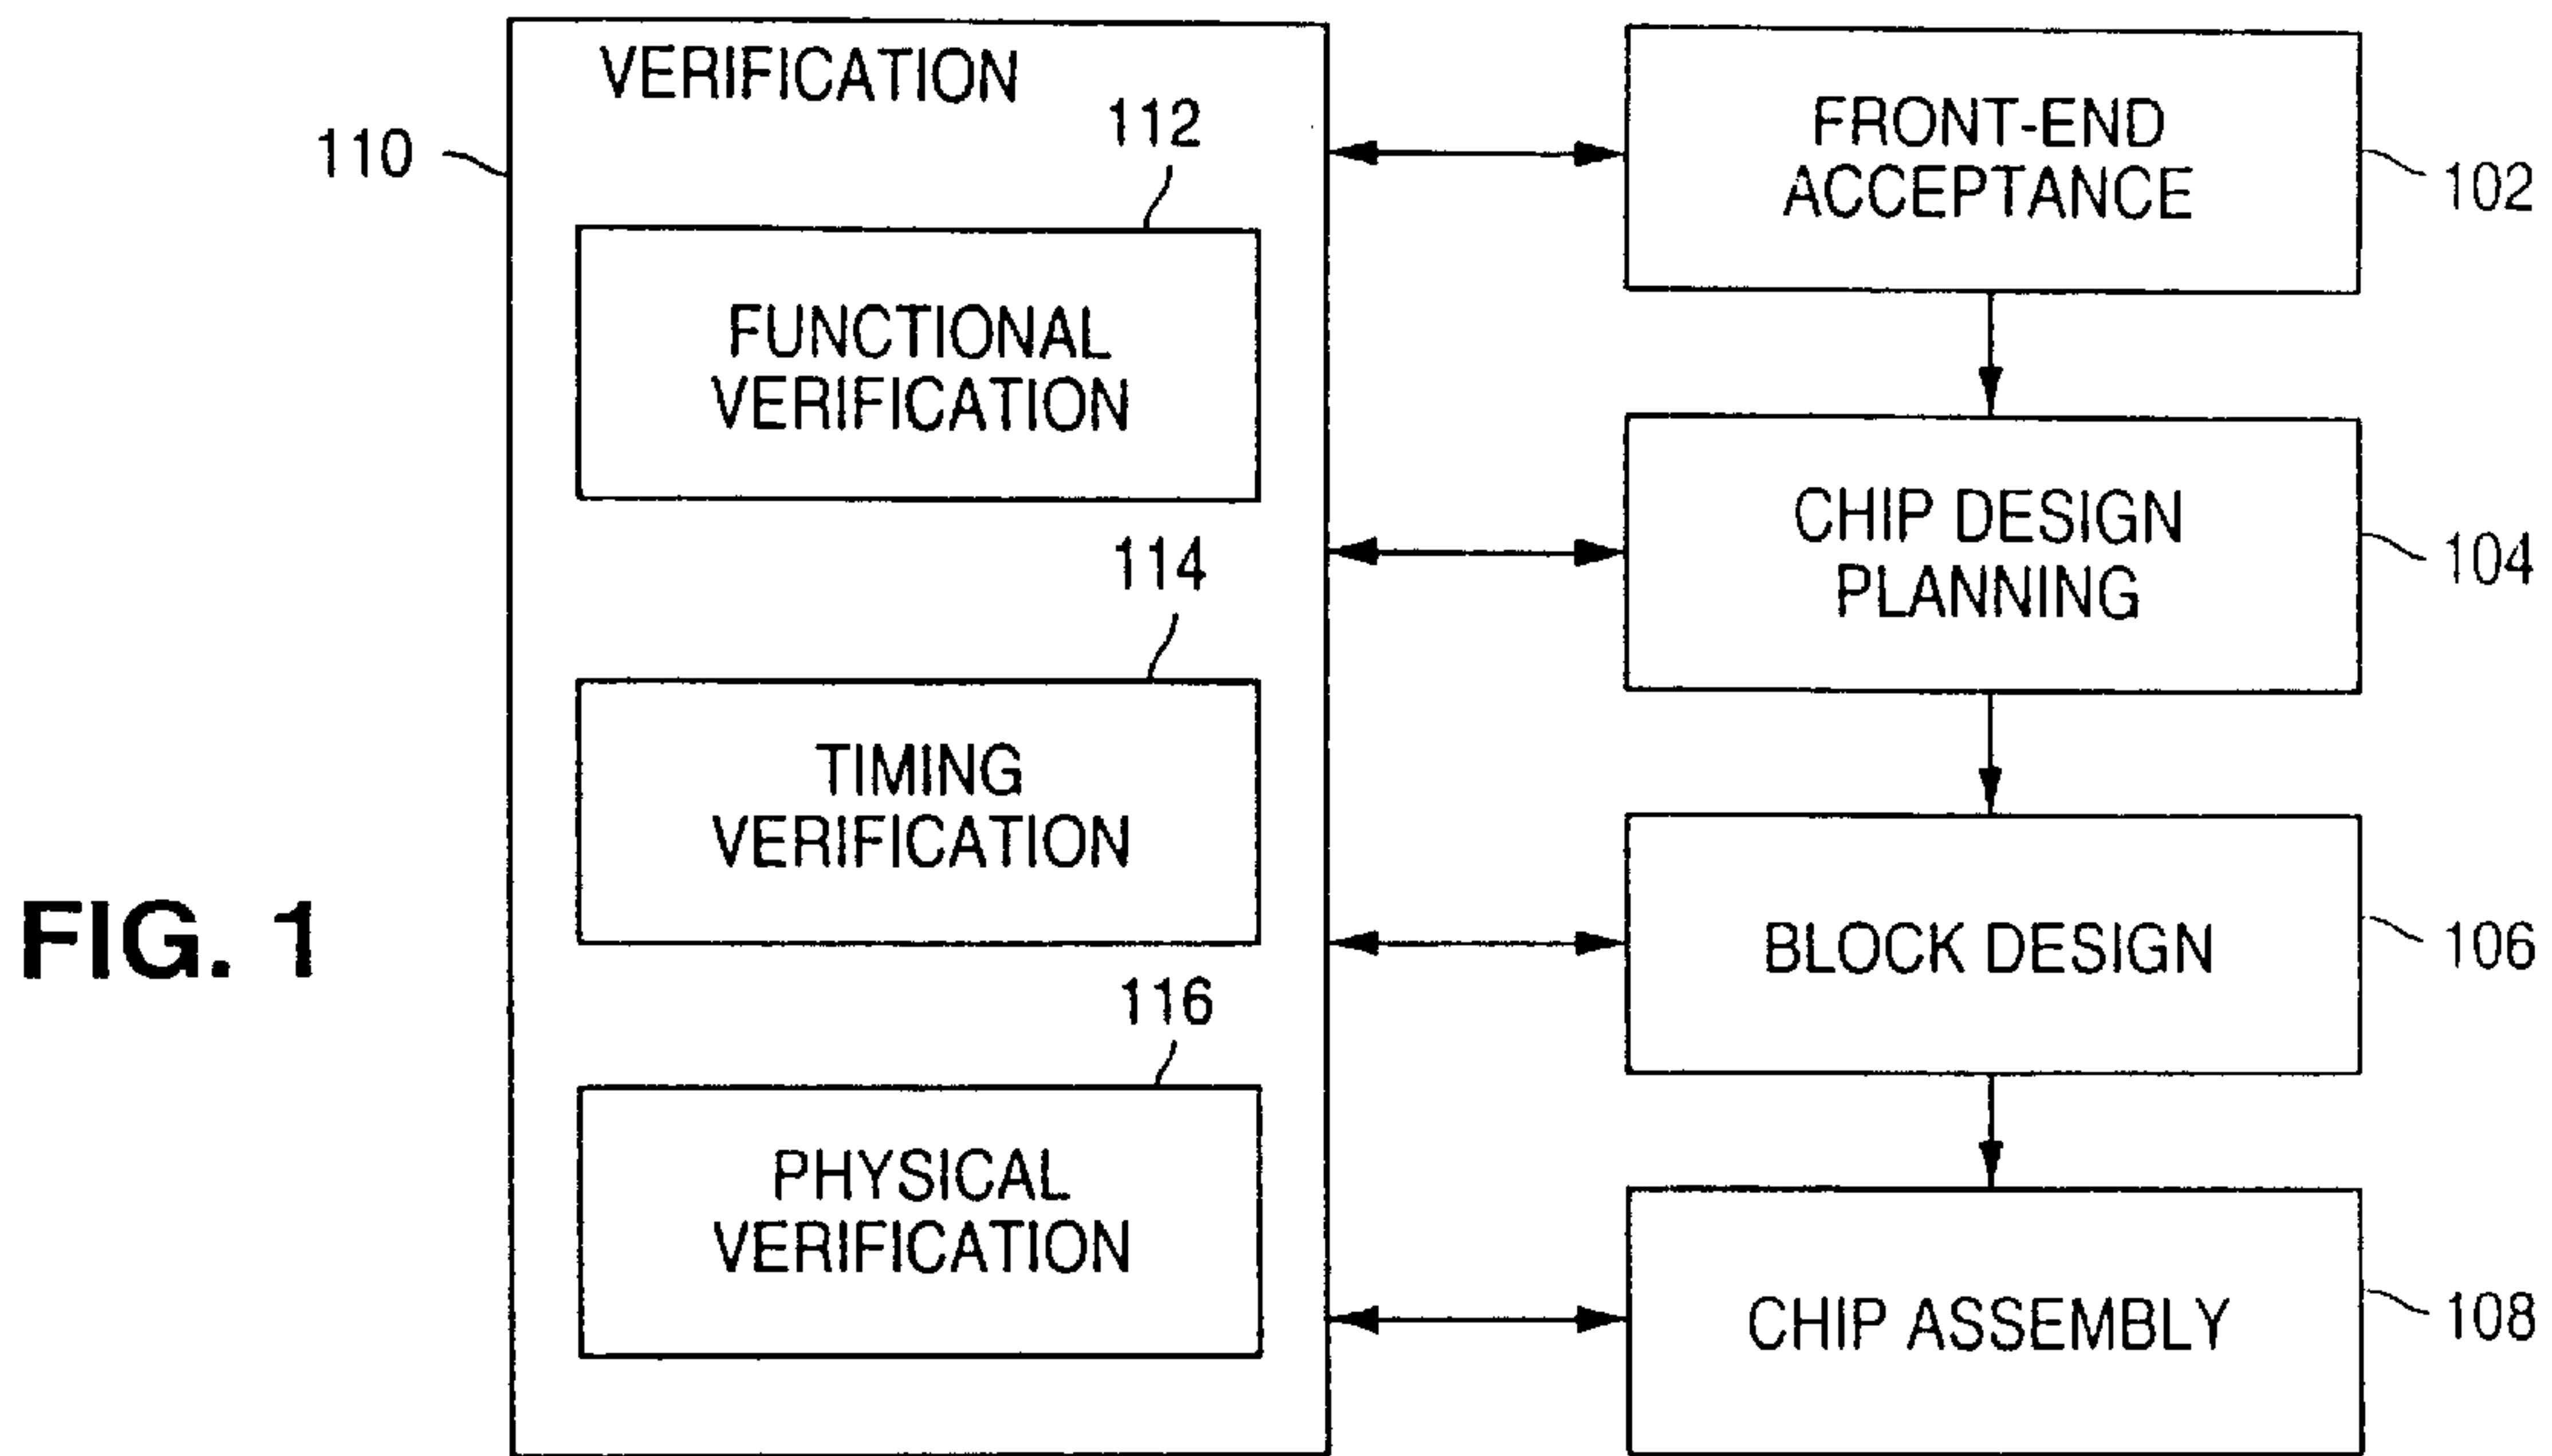 VERIFICATION
110
112
FUNCTIONAL
VERIFICATION
114
TIMING
VERIFICATION
116
PHYSICAL
VERIFICATION
FRONT-END
ACCEPTANCE
102
CHIP DESIGN
PLANNING
104
BLOCK DESIGN
106
CHIP ASSEMBLY
108
FIG. 1